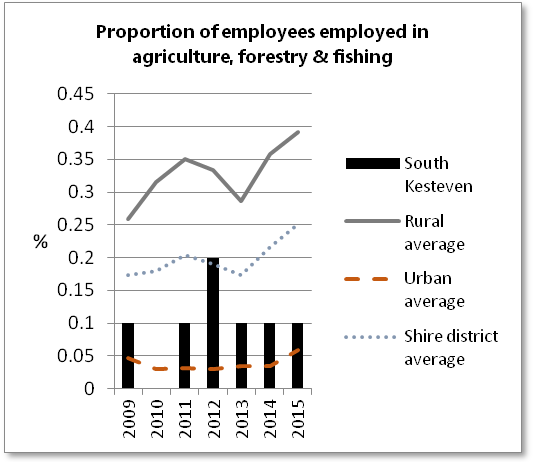 Proportion of employees employed in
agriculture, forestry & fishing
0.45
0.4
0.35
0.3
0.25
0.2
0.15
0.1
0.05
0
%
2009
2010
2011
2012
2013
2014
2015
South
Kesteven
Rural
average
Urban
average
Shire district
average